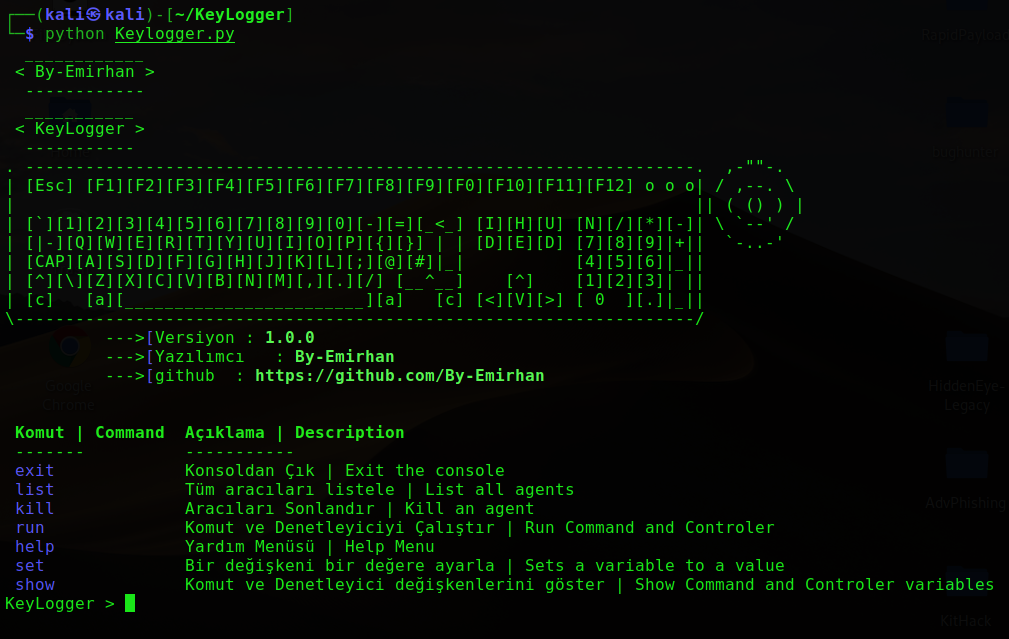 ┌──(kali㉿kali)-[~/KeyLogger]
└─$ python Keylogger.py
  ____________
 < By-Emirhan >
  ------------
  ___________
 < KeyLogger >
  -----------
. -------------------------------------------------------------------.  ,-""-.
| [Esc] [F1][F2][F3][F4][F5][F6][F7][F8][F9][F0][F10][F11][F12] o o o| / ,--. \
|                                                                    || ( () ) |
| [`][1][2][3][4][5][6][7][8][9][0][-][=][_<_] [I][H][U] [N][/][*][-]| \ `--' /
| [|-][Q][W][E][R][T][Y][U][I][O][P][{][}] | | [D][E][D] [7][8][9]|+||  `-..-'
| [CAP][A][S][D][F][G][H][J][K][L][;][@][#]|_|           [4][5][6]|_||
| [^][\][Z][X][C][V][B][N][M][,][.][/] [__^__]    [^]    [1][2][3]| ||
| [c]   [a][________________________][a]   [c] [<][V][>] [ 0  ][.]|_||
\--------------------------------------------------------------------/
          --->[Versiyon : 1.0.0
          --->[Yazılımcı   : By-Emirhan
          --->[github  : https://github.com/By-Emirhan
 Komut | Command  Açıklama | Description
 -------          -----------
 exit             Konsoldan Çık | Exit the console
 list             Tüm aracıları listele | List all agents
 kill             Aracıları Sonlandır | Kill an agent
 run              Komut ve Denetleyiciyi Çalıştır | Run Command and Controler
 help             Yardım Menüsü | Help Menu
 set              Bir değişkeni bir değere ayarla | Sets a variable to a value
 show             Komut ve Denetleyici değişkenlerini göster | Show Command and Controler variables
KeyLogger >
RapidPayload
Google
Chrome
HiddenEye-
Legacy
AdvPhishing
KitHack